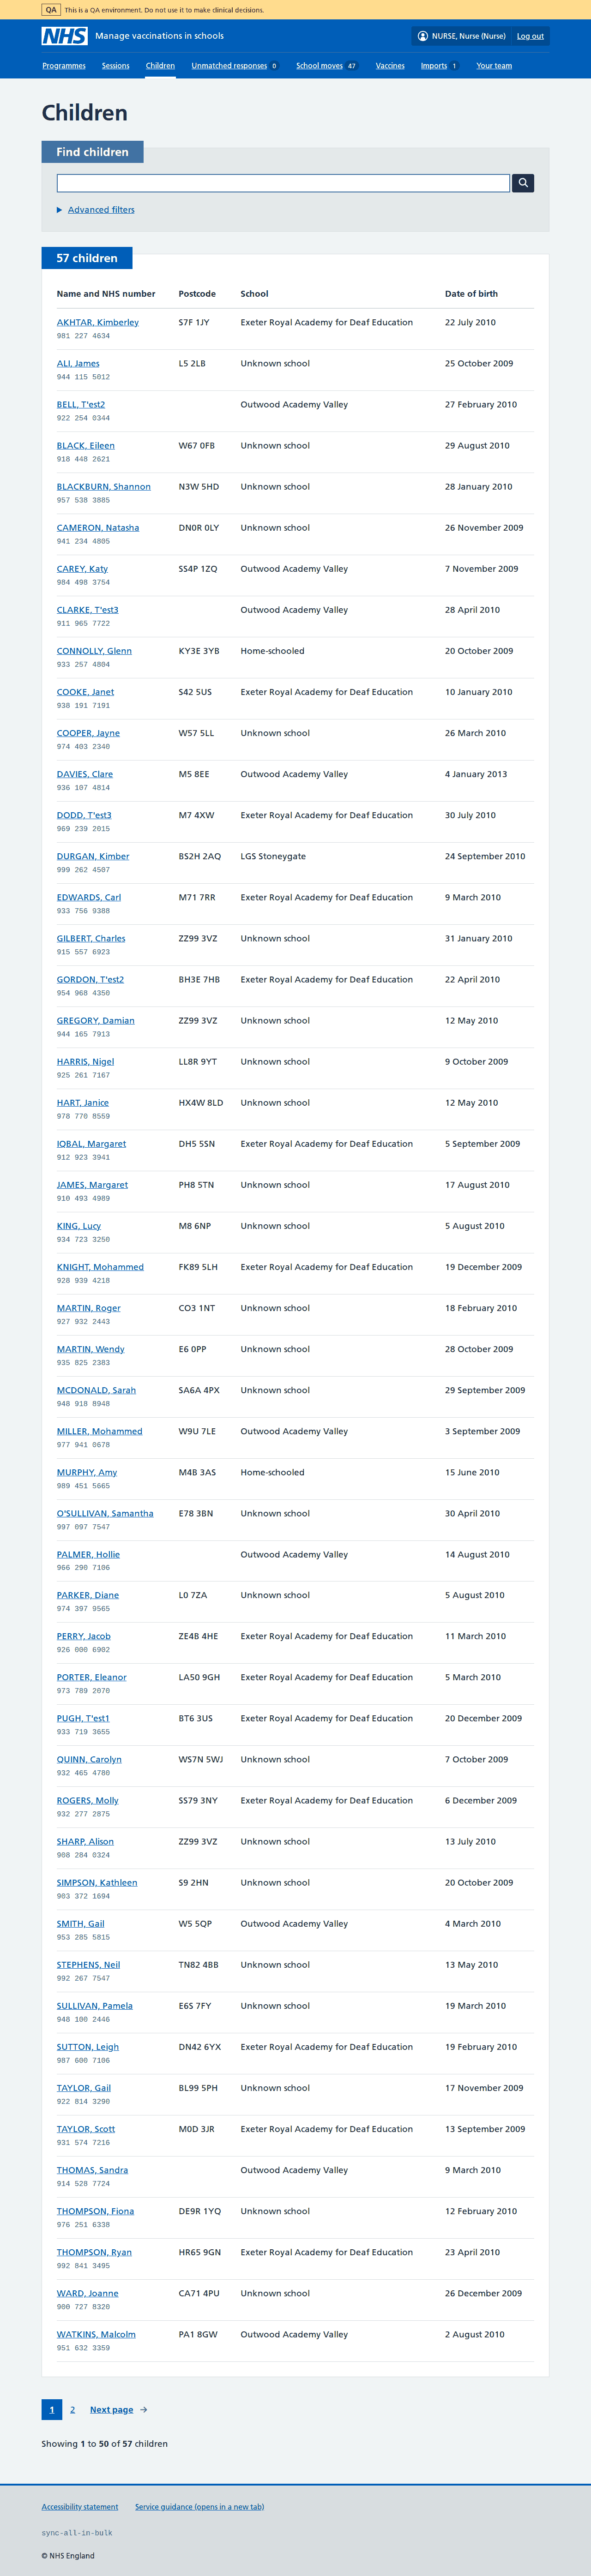 QA This is a QA environment. Do not use it to make clinical decisions.
NHS Manage vaccinations in schools NURSE, Nurse (Nurse) Log out
Programmes Sessions Children Unmatched responses 0 School moves 47 Vaccines Imports 1 Your team
Children
Find children
Advanced filters
57 children
Name and NHS number Postcode School Date of birth
AKHTAR, Kimberley S7F 1JY Exeter Royal Academy for Deaf Education 22 July 2010
981 227 4634
ALI, James L5 2LB Unknown school 25 October 2009
944 115 5012
BELL, T'est2 Outwood Academy Valley 27 February 2010
922 254 0344
BLACK, Eileen W67 0FB Unknown school 29 August 2010
918 448 2621
BLACKBURN, Shannon N3W 5HD Unknown school 28 January 2010
957 538 3885
CAMERON, Natasha DN0R 0LY Unknown school 26 November 2009
941 234 4805
CAREY, Katy SS4P 1ZQ Outwood Academy Valley 7 November 2009
984 498 3754
CLARKE, T'est3 Outwood Academy Valley 28 April 2010
911 965 7722
CONNOLLY, Glenn KY3E 3YB Home-schooled 20 October 2009
933 257 4804
COOKE, Janet S42 5US Exeter Royal Academy for Deaf Education 10 January 2010
938 191 7191
COOPER, Jayne W57 5LL Unknown school 26 March 2010
974 403 2340
DAVIES, Clare M5 8EE Outwood Academy Valley 4 January 2013
936 107 4814
DODD, T'est3 M7 4XW Exeter Royal Academy for Deaf Education 30 July 2010
969 239 2015
DURGAN, Kimber BS2H 2AQ LGS Stoneygate 24 September 2010
999 262 4507
EDWARDS, Carl M71 7RR Exeter Royal Academy for Deaf Education 9 March 2010
933 756 9388
GILBERT, Charles ZZ99 3VZ Unknown school 31 January 2010
915 557 6923
GORDON, T'est2 BH3E 7HB Exeter Royal Academy for Deaf Education 22 April 2010
954 968 4350
GREGORY, Damian ZZ99 3VZ Unknown school 12 May 2010
944 165 7913
HARRIS, Nigel LL8R 9YT Unknown school 9 October 2009
925 261 7167
HART, Janice HX4W 8LD Unknown school 12 May 2010
978 770 8559
IQBAL, Margaret DH5 5SN Exeter Royal Academy for Deaf Education 5 September 2009
912 923 3941
JAMES, Margaret PH8 5TN Unknown school 17 August 2010
910 493 4989
KING, Lucy M8 6NP Unknown school 5 August 2010
934 723 3250
KNIGHT, Mohammed FK89 5LH Exeter Royal Academy for Deaf Education 19 December 2009
928 939 4218
MARTIN, Roger CO3 1NT Unknown school 18 February 2010
927 932 2443
MARTIN, Wendy E6 0PP Unknown school 28 October 2009
935 825 2383
MCDONALD, Sarah SA6A 4PX Unknown school 29 September 2009
948 918 8948
MILLER, Mohammed W9U 7LE Outwood Academy Valley 3 September 2009
977 941 0678
MURPHY, Amy M4B 3AS Home-schooled 15 June 2010
989 451 5665
O'SULLIVAN, Samantha E78 3BN Unknown school 30 April 2010
997 097 7547
PALMER, Hollie Outwood Academy Valley 14 August 2010
966 290 7106
PARKER, Diane L0 7ZA Unknown school 5 August 2010
974 397 9565
PERRY, Jacob ZE4B 4HE Exeter Royal Academy for Deaf Education 11 March 2010
926 000 6902
PORTER, Eleanor LA50 9GH Exeter Royal Academy for Deaf Education 5 March 2010
973 789 2070
PUGH, T'est1 BT6 3US Exeter Royal Academy for Deaf Education 20 December 2009
933 719 3655
QUINN, Carolyn WS7N 5WJ Unknown school 7 October 2009
932 465 4780
ROGERS, Molly SS79 3NY Exeter Royal Academy for Deaf Education 6 December 2009
932 277 2875
SHARP, Alison ZZ99 3VZ Unknown school 13 July 2010
908 284 0324
SIMPSON, Kathleen S9 2HN Unknown school 20 October 2009
903 372 1694
SMITH, Gail W5 5QP Outwood Academy Valley 4 March 2010
953 285 5815
STEPHENS, Neil TN82 4BB Unknown school 13 May 2010
992 267 7547
SULLIVAN, Pamela E6S 7FY Unknown school 19 March 2010
948 100 2446
SUTTON, Leigh DN42 6YX Exeter Royal Academy for Deaf Education 19 February 2010
987 600 7106
TAYLOR, Gail BL99 5PH Unknown school 17 November 2009
922 814 3290
TAYLOR, Scott M0D 3JR Exeter Royal Academy for Deaf Education 13 September 2009
931 574 7216
THOMAS, Sandra Outwood Academy Valley 9 March 2010
914 528 7724
THOMPSON, Fiona DE9R 1YQ Unknown school 12 February 2010
976 251 6338
THOMPSON, Ryan HR65 9GN Exeter Royal Academy for Deaf Education 23 April 2010
992 841 3495
WARD, Joanne CA71 4PU Unknown school 26 December 2009
900 727 8320
WATKINS, Malcolm PA1 8GW Outwood Academy Valley 2 August 2010
951 632 3359
1 2 Next page
Showing 1 to 50 of 57 children
Accessibility statement Service guidance (opens in a new tab)
sync-all-in-bulk
© NHS England